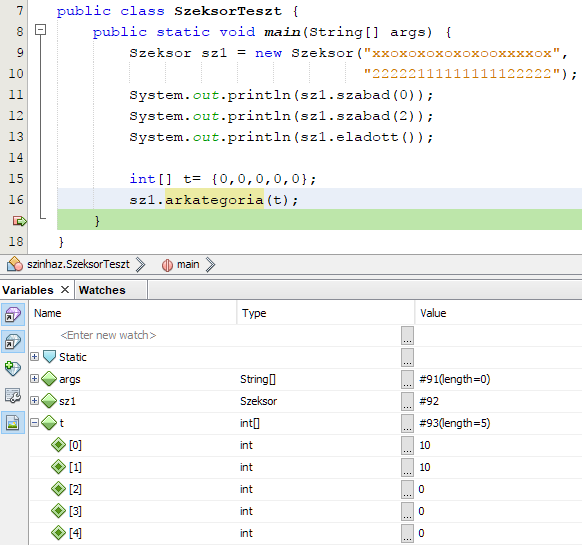 7 public class SzeksorTeszt {
8 public static void main(String[] args) {
9 Szeksor sz1 = new Szeksor("xxoxoxoxoxoxooxxxxox",
10 "22222111111111122222");
11 System.out.println(sz1.szabad(0));
12 System.out.println(sz1.szabad(2));
13 System.out.println(sz1.eladott());
14
15 int[] t= {0,0,0,0,0};
16 sz1.arkategoria(t);
}
18 }
szinhaz.SzeksorTeszt main
Variables Watches
Name Type Value
<Enter new watch> ...
Static ...
args String[] ... #91(length=0)
sz1 Szeksor ... #92
t int[] ... #93(length=5)
[0] int ... 10
[1] int ... 10
[2] int ... 0
[3] int ... 0
[4] int ... 0